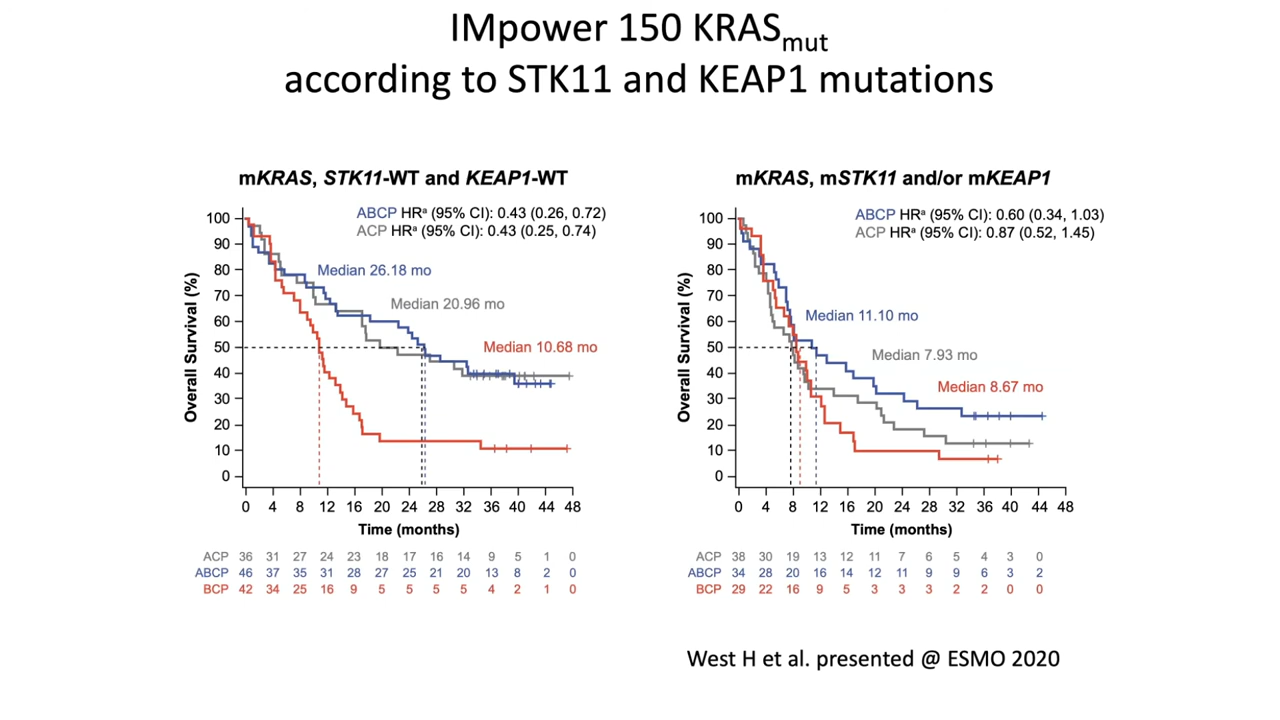 IMpower 150 KRASmut
according to STK11 and KEAP1 mutations
mKRAS, STK11-WT and KEAP1-WT
ABCP HRᵃ (95% CI): 0.43 (0.26, 0.72)
ACP HRᵃ (95% CI): 0.43 (0.25, 0.74)
Median 26.18 mo
Median 20.96 mo
Median 10.68 mo
Overall Survival (%)
100
90
80
70
60
50
40
30
20
10
0
0 4 8 12 16 20 24 28 32 36 40 44 48
Time (months)
ACP 36 31 27 24 23 18 17 16 14 9 5 1 0
ABCP 46 37 35 31 28 27 25 21 20 13 8 2 0
BCP 42 34 25 16 9 5 5 5 5 4 2 1 0
mKRAS, mSTK11 and/or mKEAP1
ABCP HRᵃ (95% CI): 0.60 (0.34, 1.03)
ACP HRᵃ (95% CI): 0.87 (0.52, 1.45)
Median 11.10 mo
Median 7.93 mo
Median 8.67 mo
Overall Survival (%)
100
90
80
70
60
50
40
30
20
10
0
0 4 8 12 16 20 24 28 32 36 40 44 48
Time (months)
ACP 38 30 19 13 12 11 7 6 5 4 3 0
ABCP 34 28 20 16 14 12 11 9 9 6 3 2
BCP 29 22 16 9 5 3 3 3 2 2 0 0
West H et al. presented @ ESMO 2020